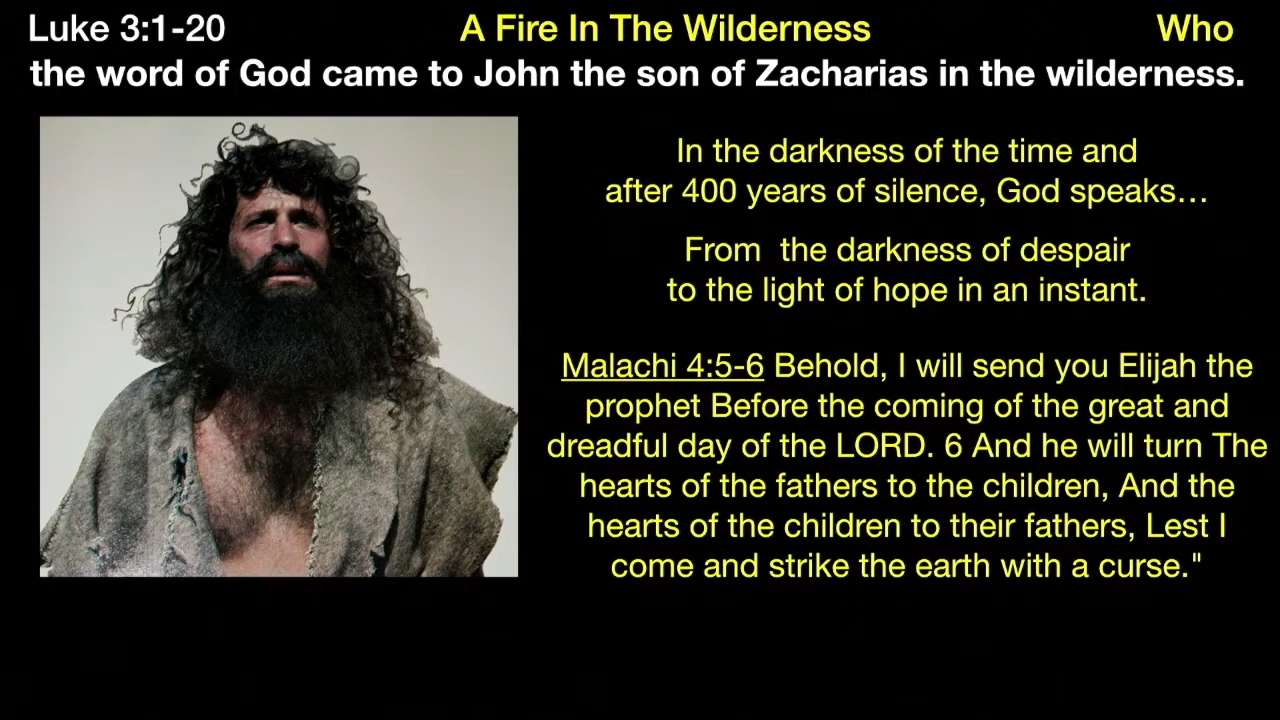 Luke 3:1-20 A Fire In The Wilderness Who
the word of God came to John the son of Zacharias in the wilderness.
In the darkness of the time and
after 400 years of silence, God speaks…
From  the darkness of despair
to the light of hope in an instant.
Malachi 4:5-6 Behold, I will send you Elijah the
prophet Before the coming of the great and
dreadful day of the LORD. 6 And he will turn The
hearts of the fathers to the children, And the
hearts of the children to their fathers, Lest I
come and strike the earth with a curse."